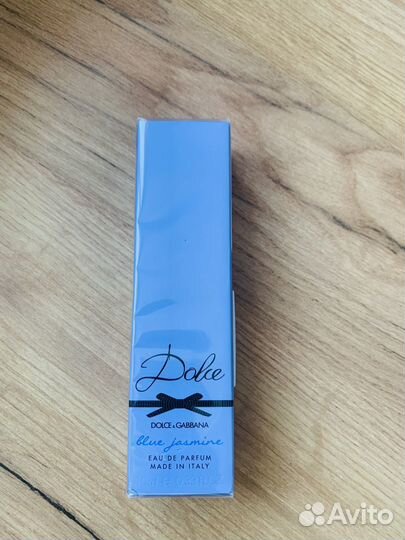 Dolce
DOLCE & GABBANA
blue jasmine
EAU DE PARFUM
MADE IN ITALY
Avito